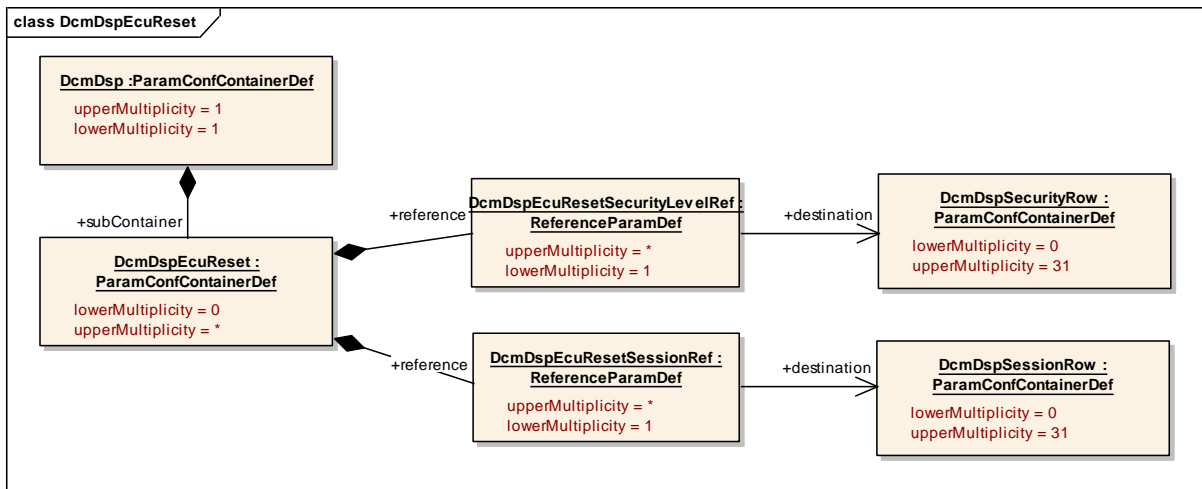 class DcmDspEcuReset
DcmDsp :ParamConfContainerDef
upperMultiplicity = 1
lowerMultiplicity = 1
+subContainer
DcmDspEcuReset :
ParamConfContainerDef
lowerMultiplicity = 0
upperMultiplicity = *
+reference
DcmDspEcuResetSecurityLevelRef :
ReferenceParamDef
upperMultiplicity = *
lowerMultiplicity = 1
+destination
DcmDspSecurityRow :
ParamConfContainerDef
lowerMultiplicity = 0
upperMultiplicity = 31
+reference
DcmDspEcuResetSessionRef :
ReferenceParamDef
upperMultiplicity = *
lowerMultiplicity = 1
+destination
DcmDspSessionRow :
ParamConfContainerDef
lowerMultiplicity = 0
upperMultiplicity = 31